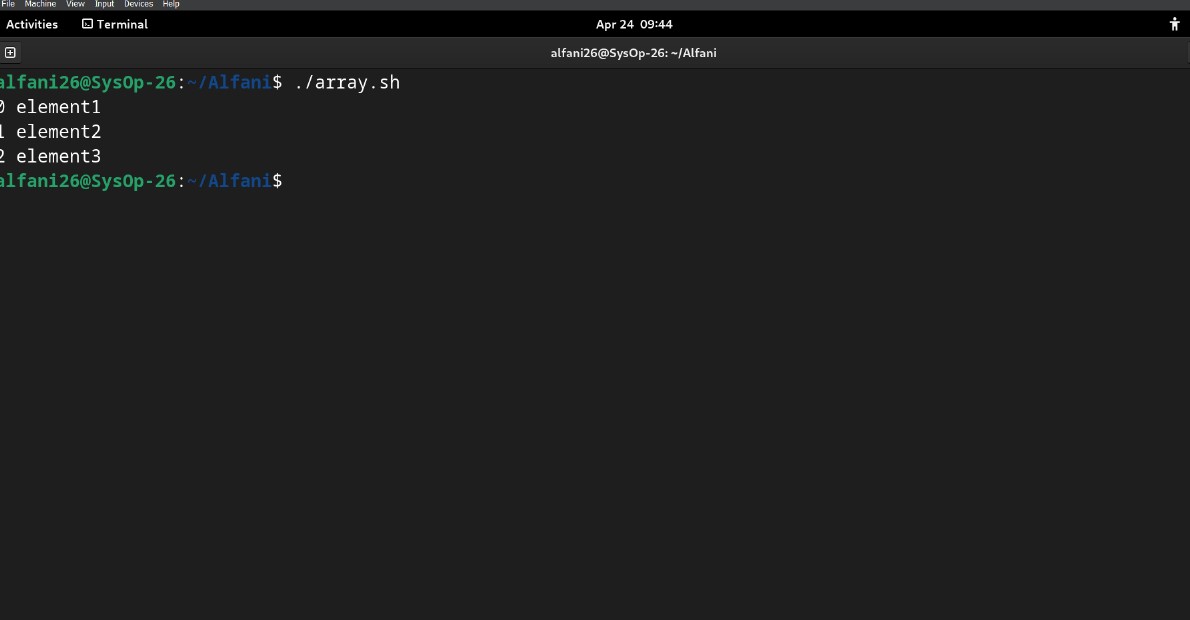 File Machine View Input Devices Help
Activities Terminal Apr 24 09:44
alfani26@SysOp-26: ~/Alfani
alfani26@SysOp-26:~/Alfani$ ./array.sh
0 element1
1 element2
2 element3
alfani26@SysOp-26:~/Alfani$